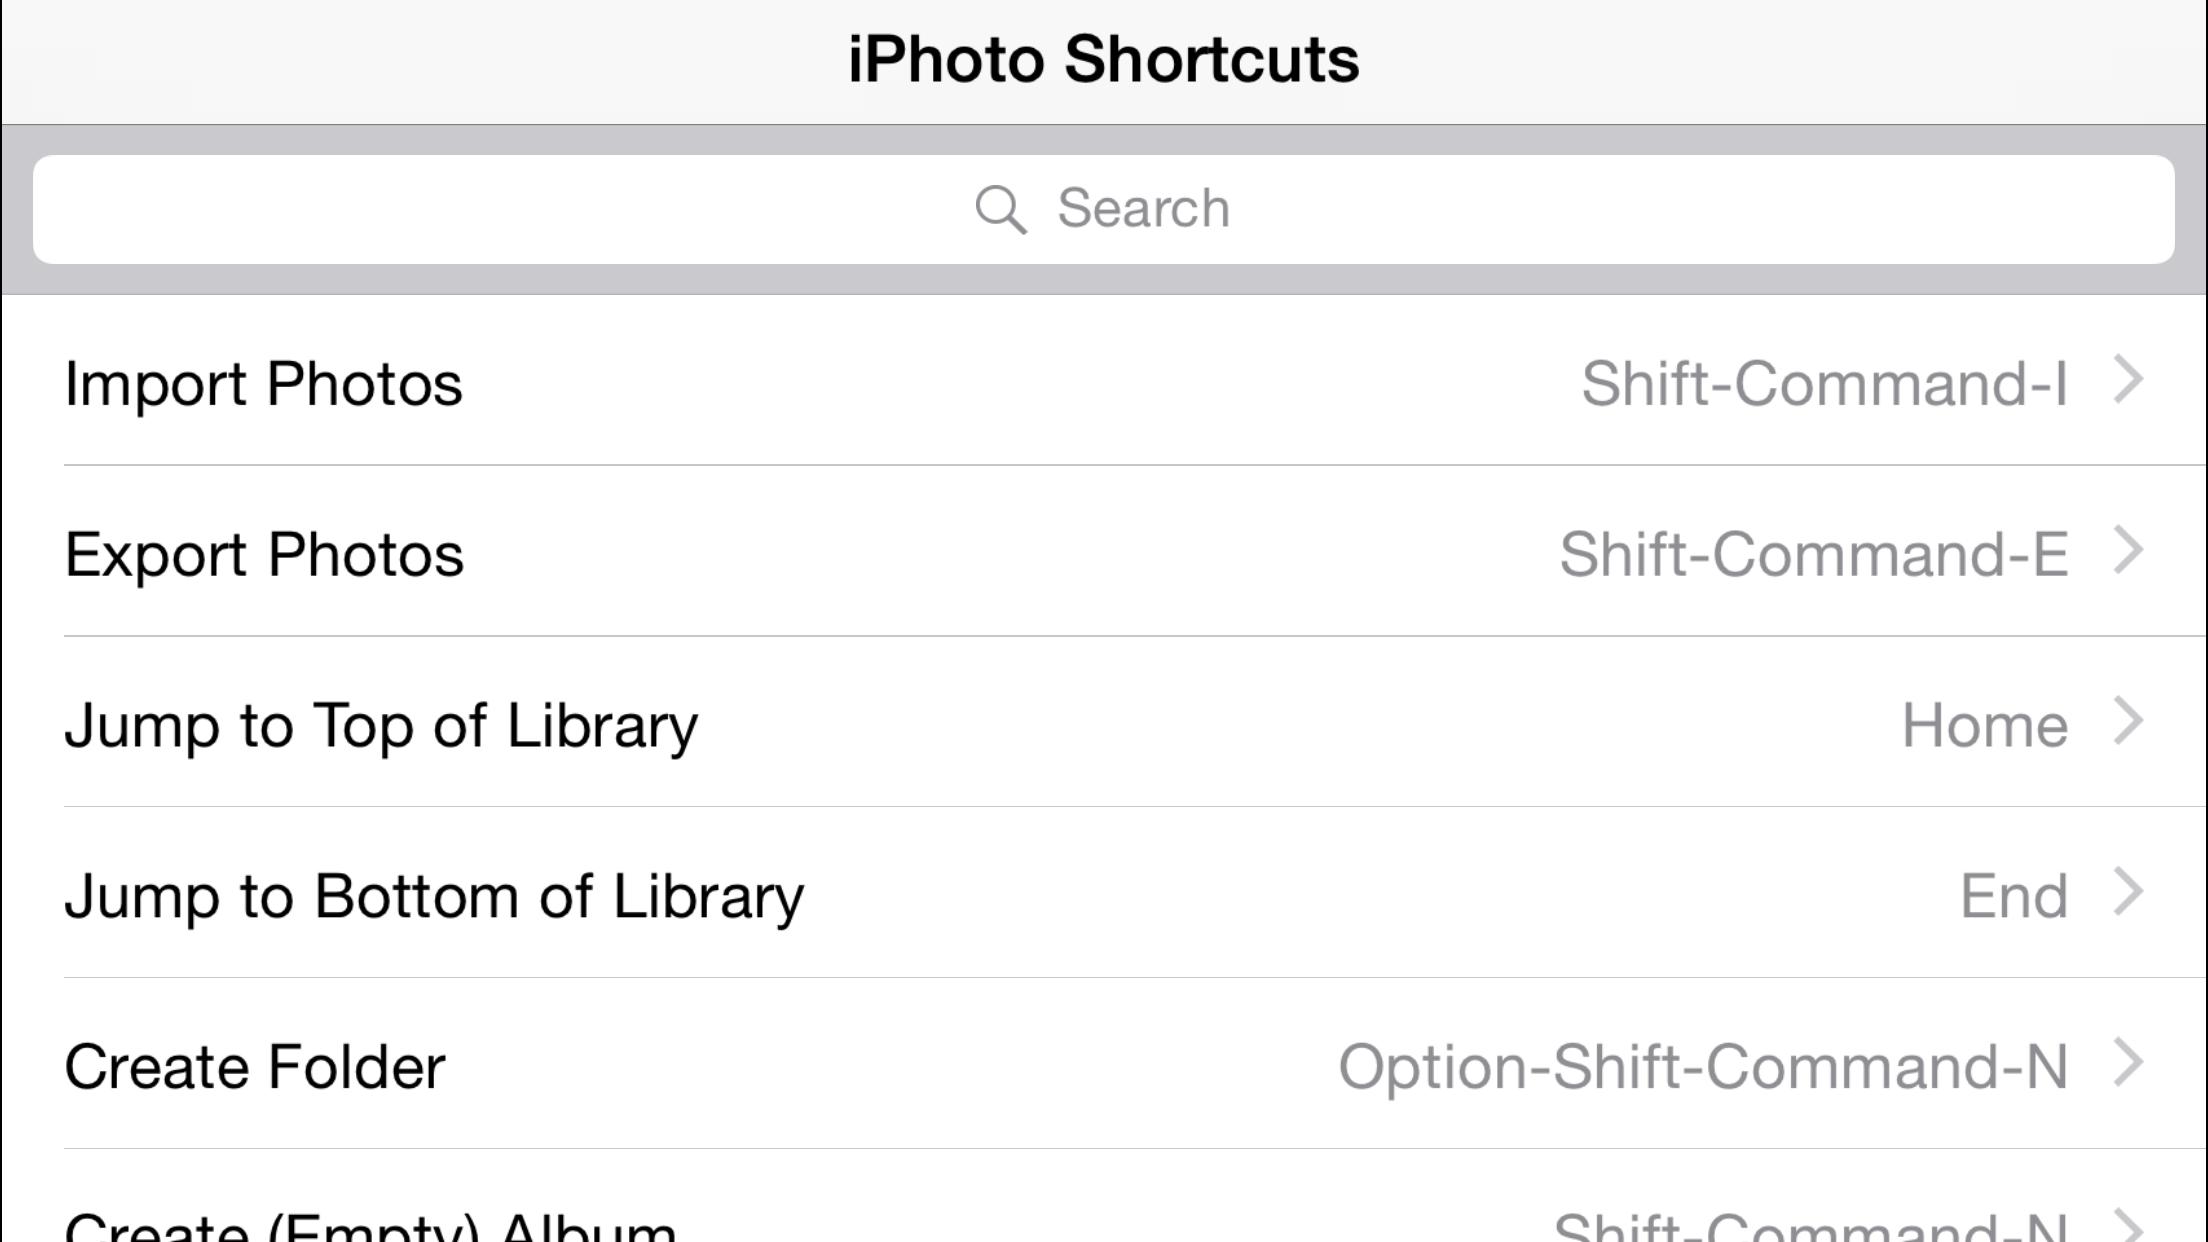 iPhoto Shortcuts
Search
Import Photos Shift-Command-I
Export Photos Shift-Command-E
Jump to Top of Library Home
Jump to Bottom of Library End
Create Folder Option-Shift-Command-N
Create (Empty) Album Shift-Command-N